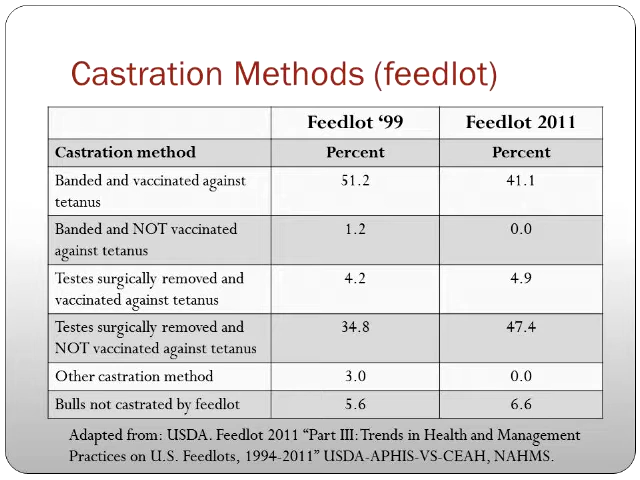 Castration Methods (feedlot)
Feedlot ‘99 Feedlot 2011
Castration method Percent Percent
Banded and vaccinated against 51.2 41.1
tetanus
Banded and NOT vaccinated 1.2 0.0
against tetanus
Testes surgically removed and 4.2 4.9
vaccinated against tetanus
Testes surgically removed and 34.8 47.4
NOT vaccinated against tetanus
Other castration method 3.0 0.0
Bulls not castrated by feedlot 5.6 6.6
Adapted from: USDA. Feedlot 2011 “Part III: Trends in Health and Management
Practices on U.S. Feedlots, 1994-2011” USDA-APHIS-VS-CEAH, NAHMS.